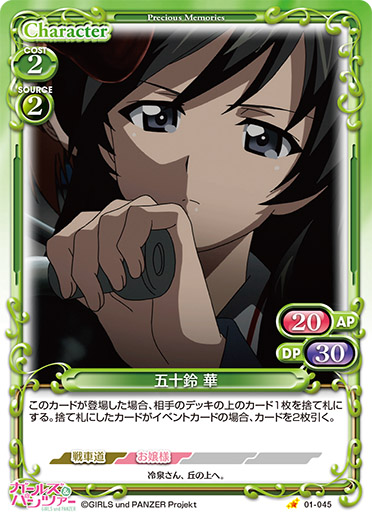 Precious Memories
Character
COST
2
SOURCE
2
20 AP
DP 30
五十鈴 華
このカードが登場した場合、相手のデッキの上のカード1枚を捨て札に
する。捨て札にしたカードがイベントカードの場合、カードを2枚引く。
戦車道 お嬢様
冷泉さん、丘の上へ。
ガールズ&パンツァー
GIRLS und PANZER
©GIRLS und PANZER Projekt
01-045